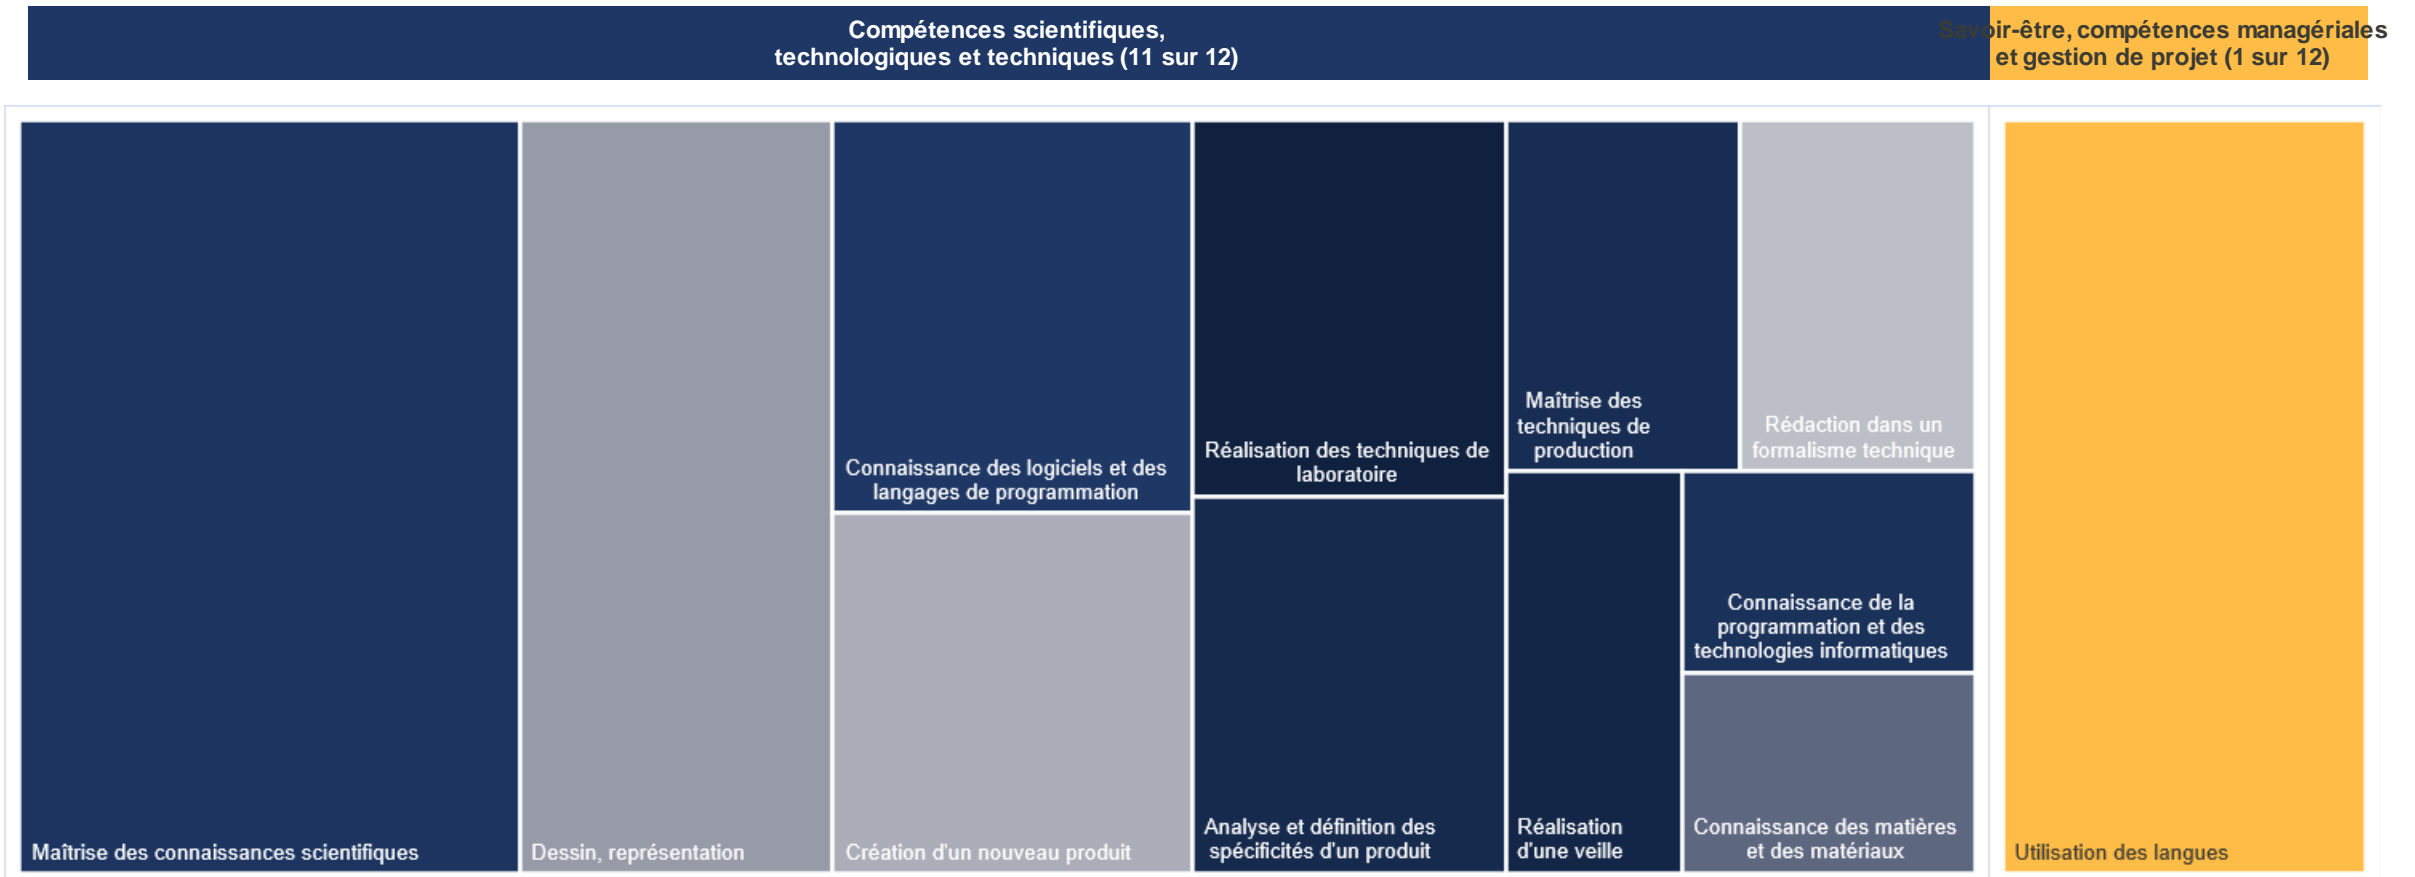 Compétences scientifiques,
technologiques et techniques (11 sur 12)
Savoir-être, compétences managériales
et gestion de projet (1 sur 12)
Maîtrise des connaissances scientifiques
Dessin, représentation
Connaissance des logiciels et des
langages de programmation
Création d'un nouveau produit
Réalisation des techniques de
laboratoire
Analyse et définition des
spécificités d'un produit
Maîtrise des
techniques de
production
Rédaction dans un
formalisme technique
Réalisation
d'une veille
Connaissance de la
programmation et des
technologies informatiques
Connaissance des matières
et des matériaux
Utilisation des langues